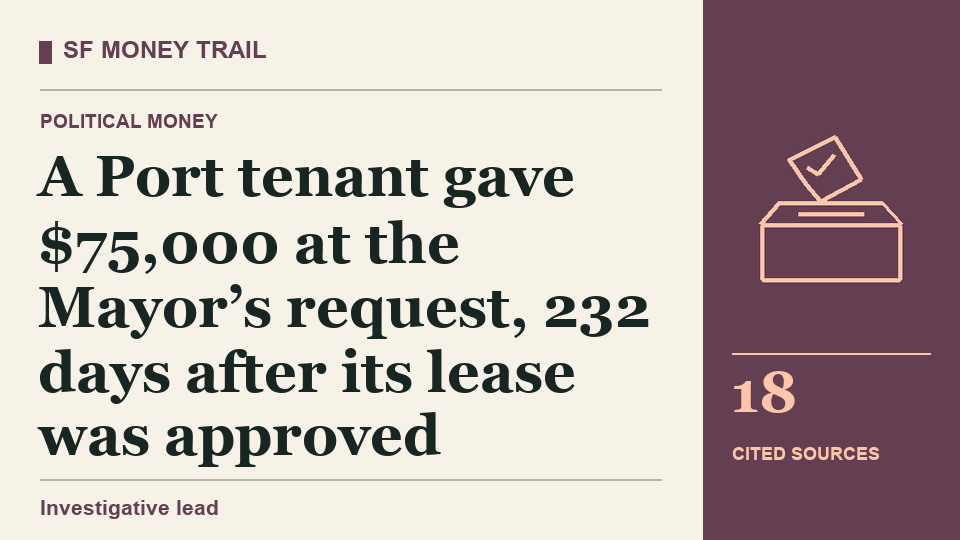 SF MONEY TRAIL
POLITICAL MONEY
A Port tenant gave
$75,000 at the
Mayor’s request, 232
days after its lease
was approved
Investigative lead
18
CITED SOURCES